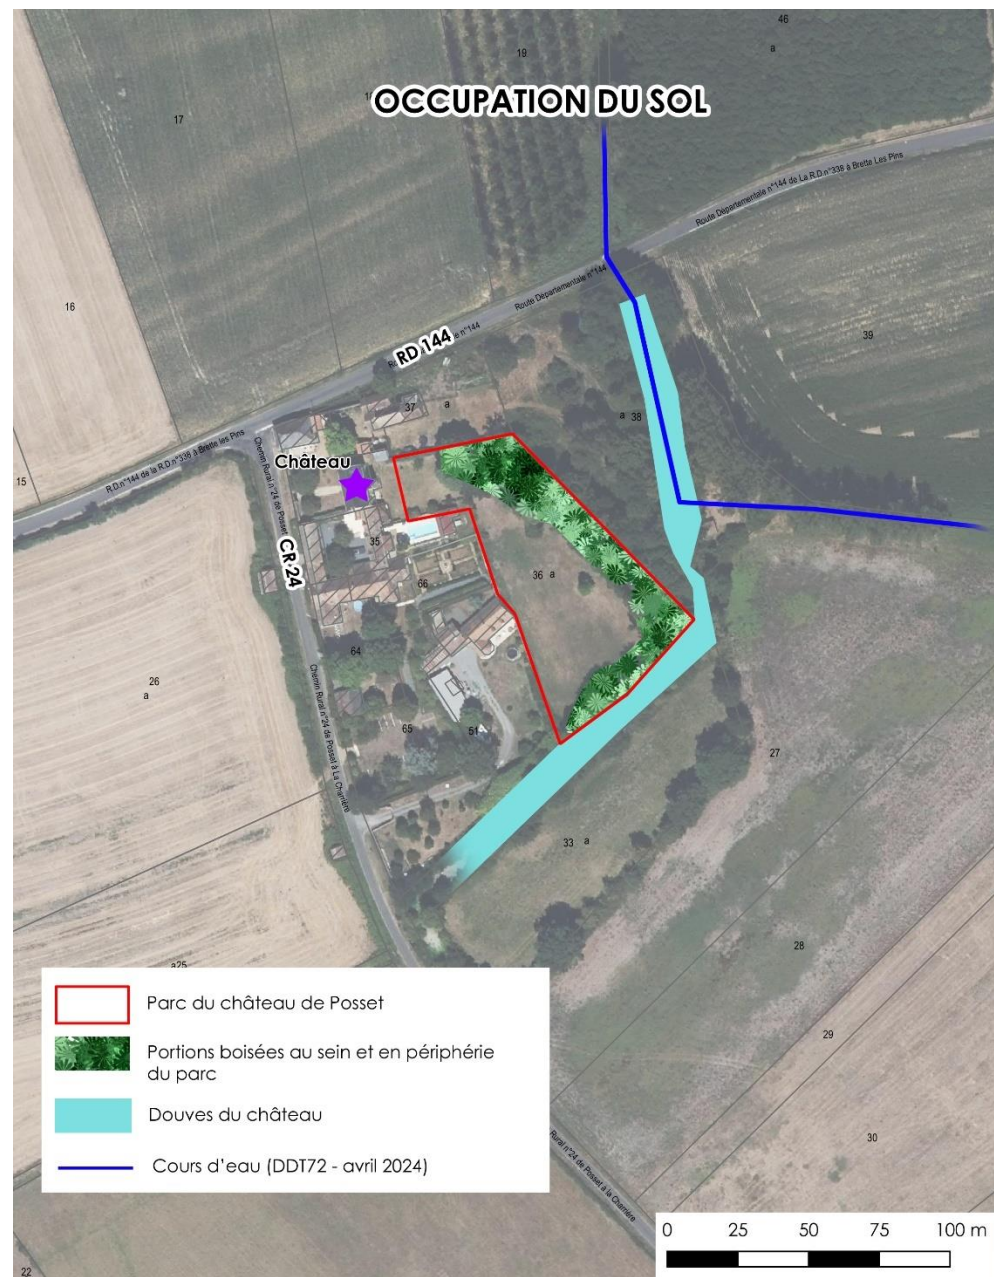 46
a
19
OCCUPATION DU SOL
17
Route Départementale n°144 de La R.D.n°338 à Brette Les Pins
16
Route Départementale n°144
39
RD 144
37
a
a 38
15
R.D.n°144 de la R.D.n°338 à Brette les Pins
Château
Chemin Rural n°24 de Posset
CR 24
35
36 a
66
64
26
a
65
51
Chemin Rural n°24 de Posset à La Charrière
27
33 a
28
a25
29
30
Rural n°24 de Posset à la Charrière
22
Parc du château de Posset
Portions boisées au sein et en périphérie
du parc
Douves du château
Cours d'eau (DDT72 - avril 2024)
0 25 50 75 100 m